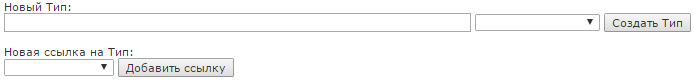 Новый Тип:
Создать Тип
Новая ссылка на Тип:
Добавить ссылку